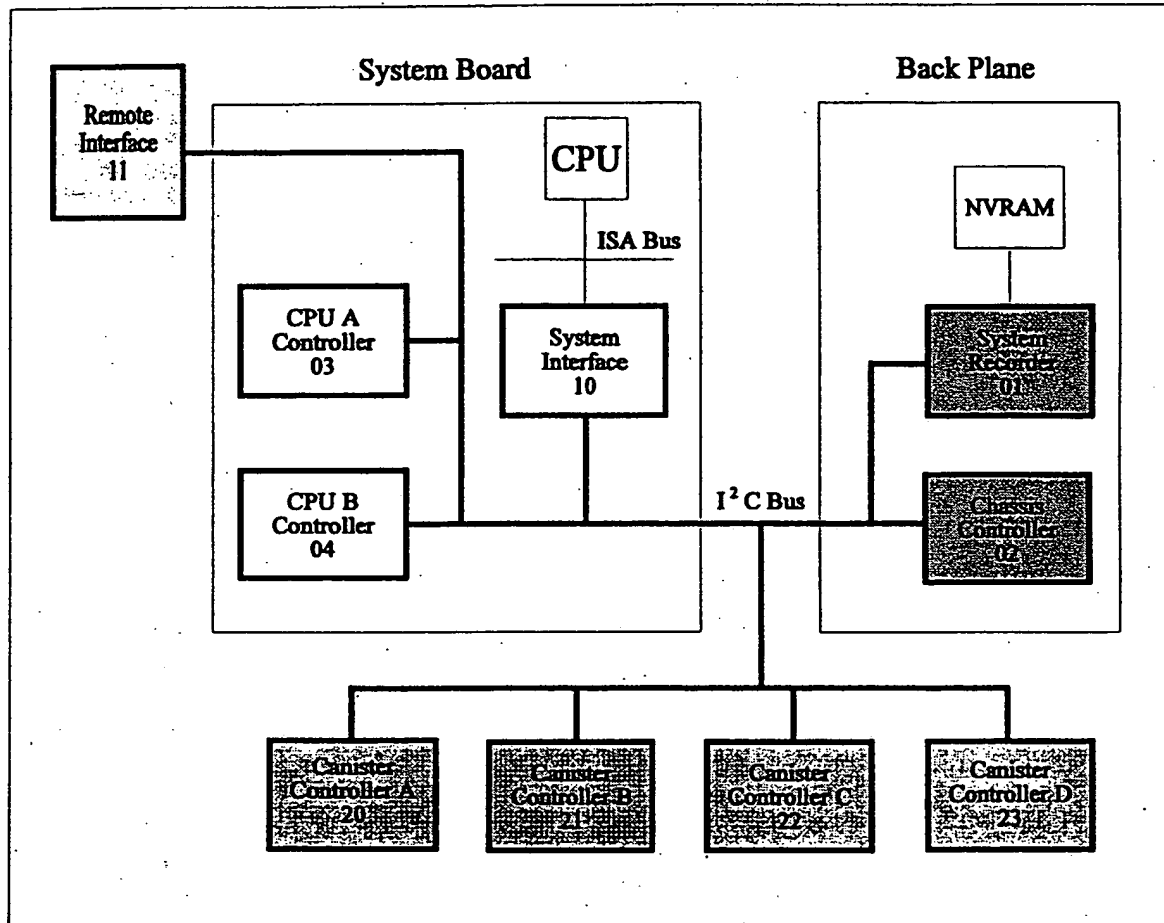 System Board
Back Plane
Remote
Interface
11
CPU
NVRAM
ISA Bus
CPU A
Controller
03
System
Interface
10
System
Recorder
01
CPU B
Controller
04
I² C Bus
Chassis
Controller
02
Canister
Controller A
20
Canister
Controller B
21
Canister
Controller C
22
Canister
Controller D
23